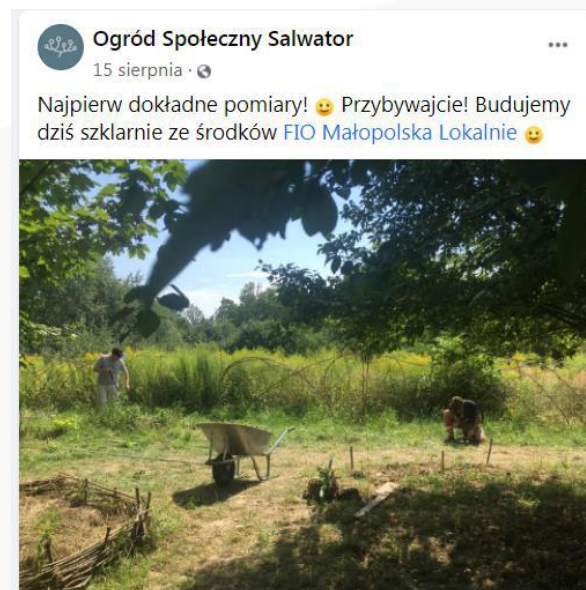 Ogród Społeczny Salwator
15 sierpnia ·
Najpierw dokładne pomiary! Przybywajcie! Budujemy
dziś szklarnie ze środków FIO Małopolska Lokalnie